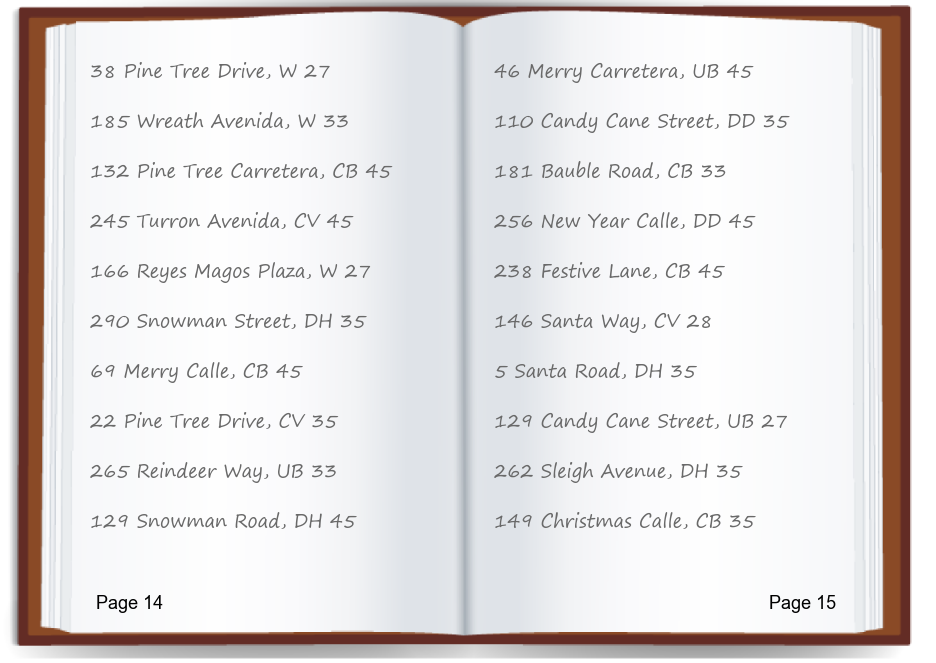 38 Pine Tree Drive, W 27
185 Wreath Avenida, W 33
132 Pine Tree Carretera, CB 45
245 Turron Avenida, CV 45
166 Reyes Magos Plaza, W 27
290 Snowman Street, DH 35
69 Merry Calle, CB 45
22 Pine Tree Drive, CV 35
265 Reindeer Way, UB 33
129 Snowman Road, DH 45
Page 14
46 Merry Carretera, UB 45
110 Candy Cane Street, DD 35
181 Bauble Road, CB 33
256 New Year Calle, DD 45
238 Festive Lane, CB 45
146 Santa Way, CV 28
5 Santa Road, DH 35
129 Candy Cane Street, UB 27
262 Sleigh Avenue, DH 35
149 Christmas Calle, CB 35
Page 15